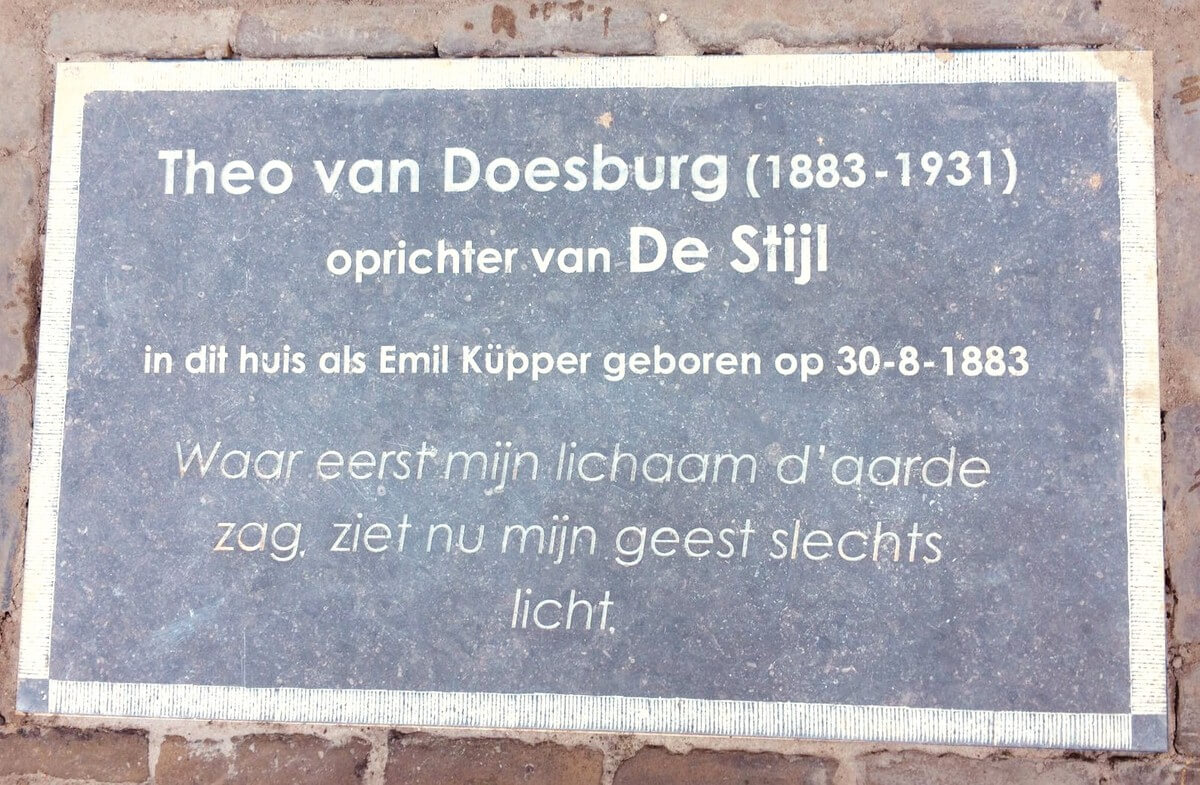 Theo van Doesburg (1883-1931)
oprichter van De Stijl
in dit huis als Emil Küpper geboren op 30-8-1883
Waar eerst mijn lichaam d'aarde
zag, ziet nu mijn geest slechts
licht.